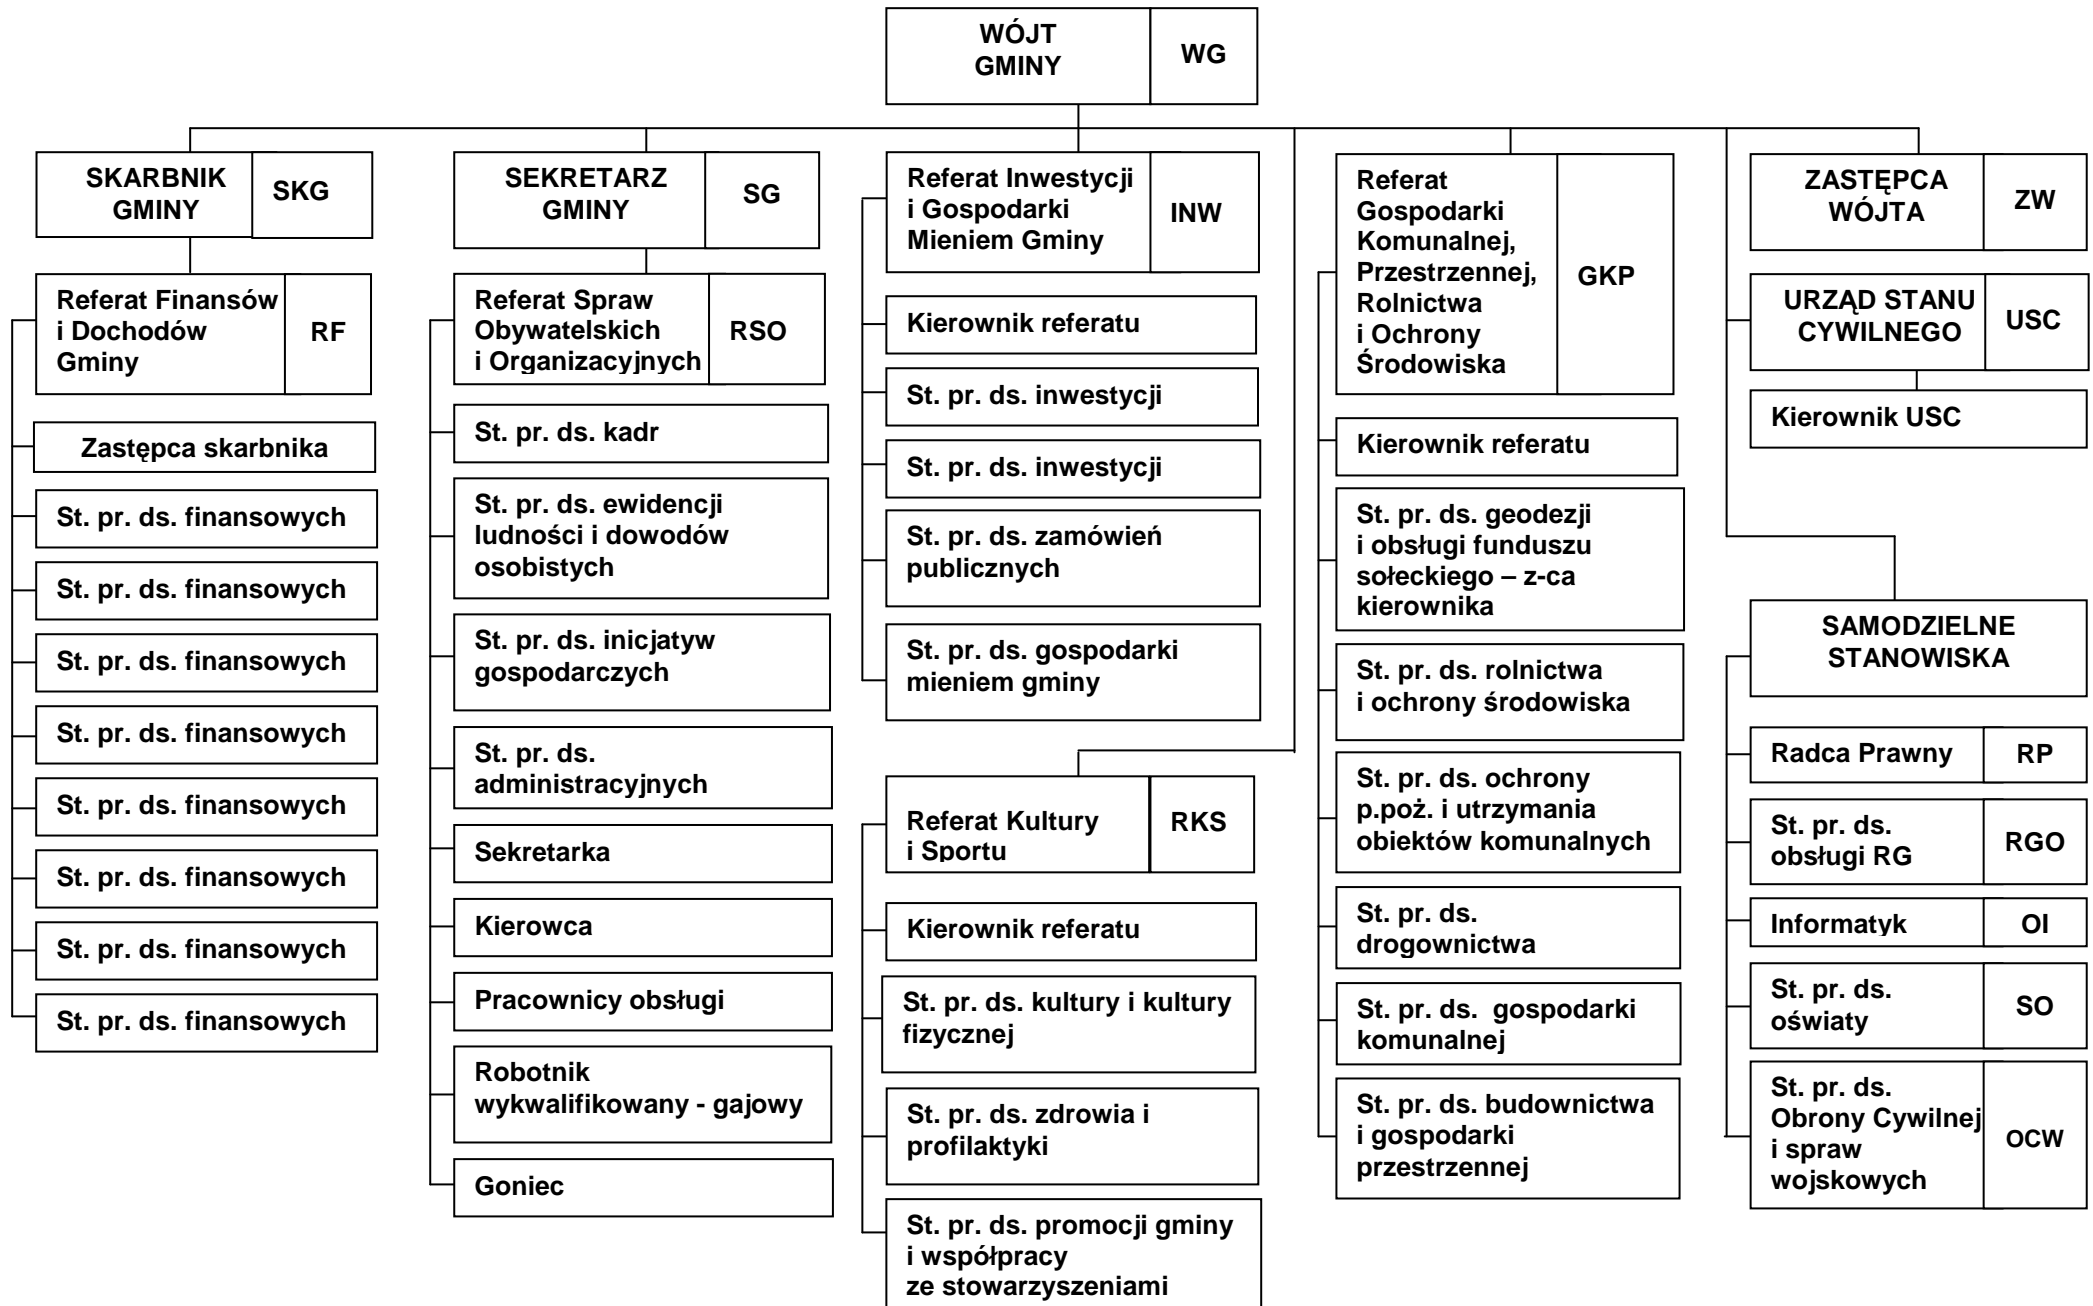 WÓJT
GMINY
WG
SKARBNIK
GMINY
SKG
Referat Finansów
i Dochodów
Gminy
RF
Zastępca skarbnika
St. pr. ds. finansowych
St. pr. ds. finansowych
St. pr. ds. finansowych
St. pr. ds. finansowych
St. pr. ds. finansowych
St. pr. ds. finansowych
St. pr. ds. finansowych
St. pr. ds. finansowych
SEKRETARZ
GMINY
SG
Referat Spraw
Obywatelskich
i Organizacyjnych
RSO
St. pr. ds. kadr
St. pr. ds. ewidencji
ludności i dowodów
osobistych
St. pr. ds. inicjatyw
gospodarczych
St. pr. ds.
administracyjnych
Sekretarka
Kierowca
Pracownicy obsługi
Robotnik
wykwalifikowany - gajowy
Goniec
Referat Inwestycji
i Gospodarki
Mieniem Gminy
INW
Kierownik referatu
St. pr. ds. inwestycji
St. pr. ds. inwestycji
St. pr. ds. zamówień
publicznych
St. pr. ds. gospodarki
mieniem gminy
Referat Kultury
i Sportu
RKS
Kierownik referatu
St. pr. ds. kultury i kultury
fizycznej
St. pr. ds. zdrowia i
profilaktyki
St. pr. ds. promocji gminy
i współpracy
ze stowarzyszeniami
Referat
Gospodarki
Komunalnej,
Przestrzennej,
Rolnictwa
i Ochrony
Środowiska
GKP
Kierownik referatu
St. pr. ds. geodezji
i obsługi funduszu
sołeckiego – z-ca
kierownika
St. pr. ds. rolnictwa
i ochrony środowiska
St. pr. ds. ochrony
p.poż. i utrzymania
obiektów komunalnych
St. pr. ds.
drogownictwa
St. pr. ds.  gospodarki
komunalnej
St. pr. ds. budownictwa
i gospodarki
przestrzennej
ZASTĘPCA
WÓJTA
ZW
URZĄD STANU
CYWILNEGO
USC
Kierownik USC
SAMODZIELNE
STANOWISKA
Radca Prawny
RP
St. pr. ds.
obsługi RG
RGO
Informatyk
OI
St. pr. ds.
oświaty
SO
St. pr. ds.
Obrony Cywilnej
i spraw
wojskowych
OCW